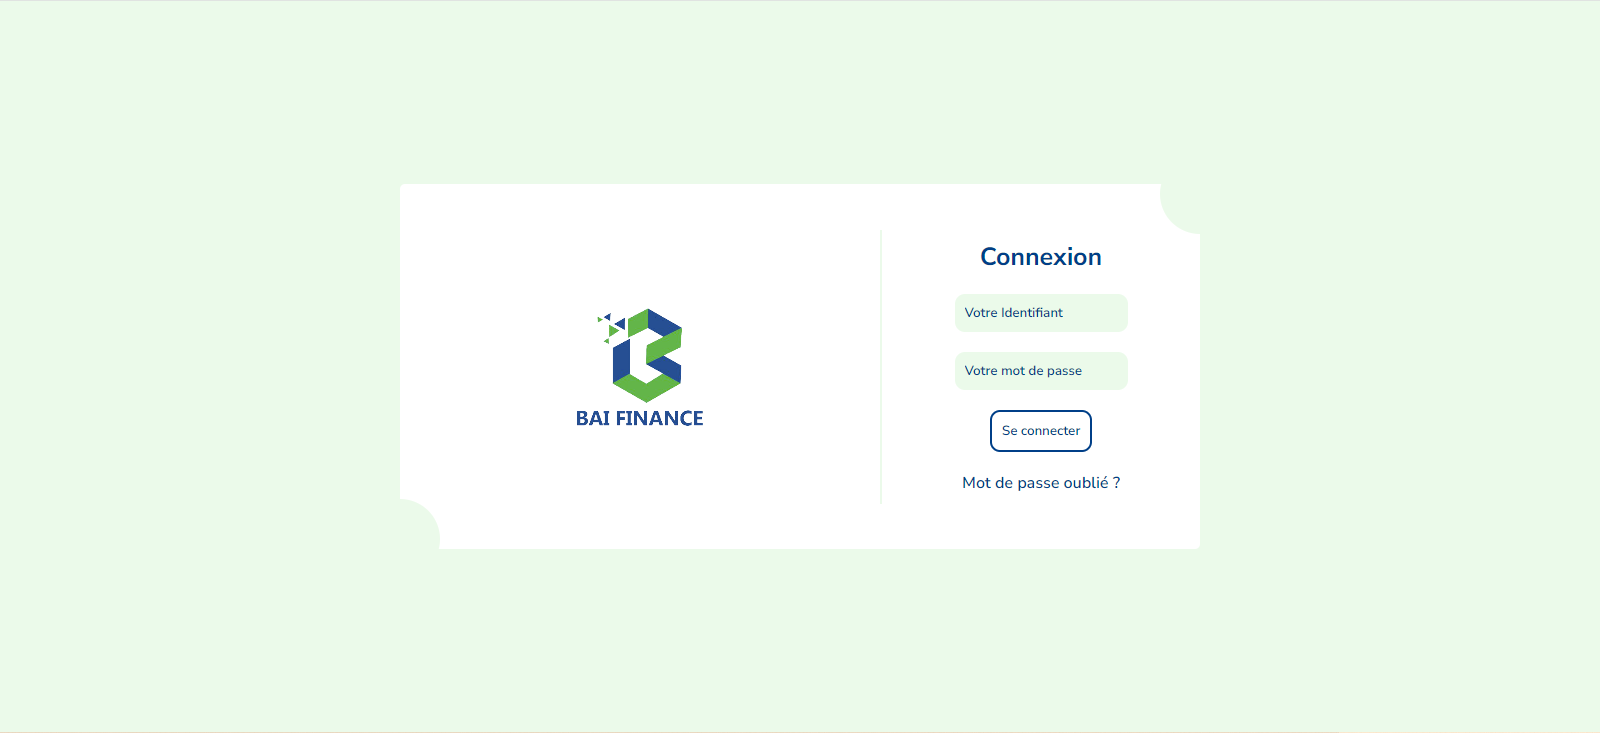 BAI FINANCE
Connexion
Votre Identifiant
Votre mot de passe
Se connecter
Mot de passe oublié ?